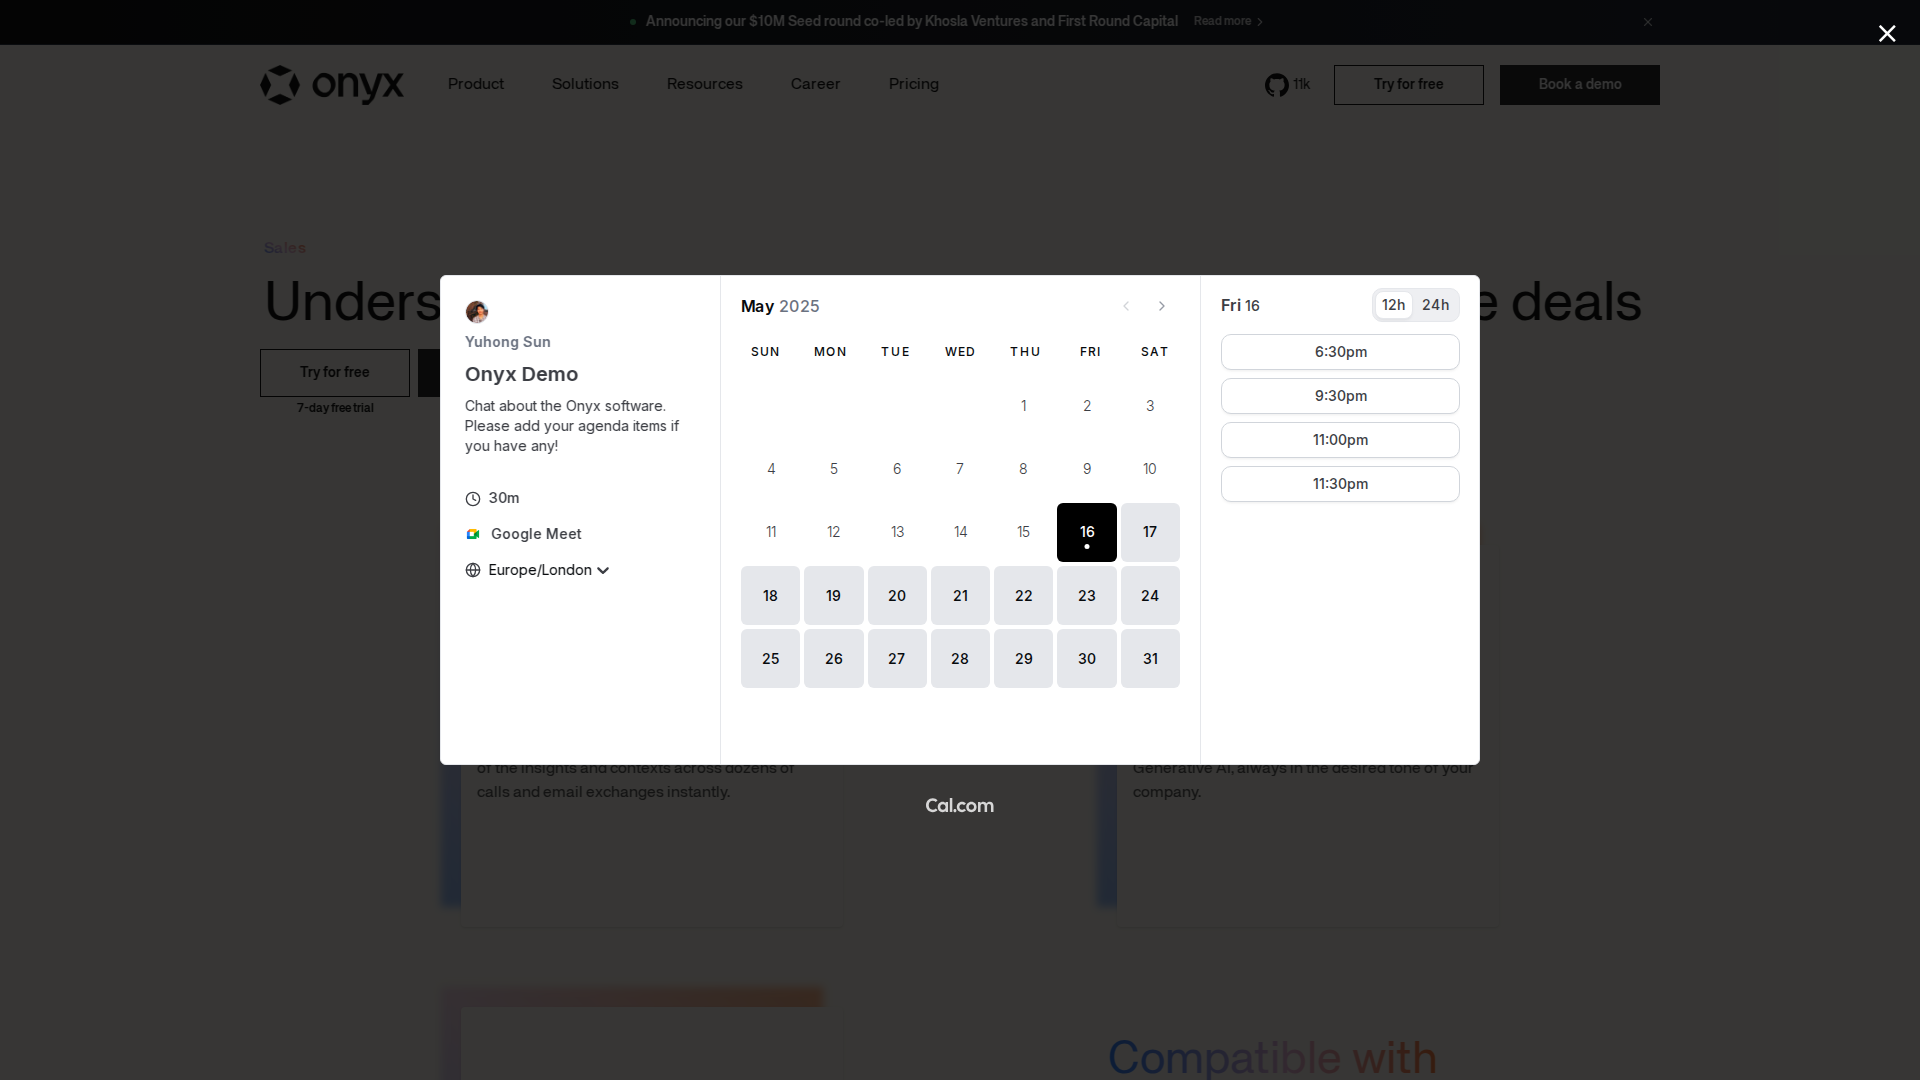 Announcing our $10M Seed round co-led by Khosla Ventures and First Round Capital Read more
onyx
Product
Solutions
Resources
Career
Pricing
11k
Try for free
Book a demo
Sales
Unders
e deals
Try for free
7-day free trial
Yuhong Sun
Onyx Demo
Chat about the Onyx software.
Please add your agenda items if
you have any!
30m
Google Meet
Europe/London
May 2025
SUN MON TUE WED THU FRI SAT
1 2 3
4 5 6 7 8 9 10
11 12 13 14 15 16 17
18 19 20 21 22 23 24
25 26 27 28 29 30 31
Fri 16
12h 24h
6:30pm
9:30pm
11:00pm
11:30pm
of the insights and contexts across dozens of
calls and email exchanges instantly.
Generative AI, always in the desired tone of your
company.
Cal.com
Compatible with